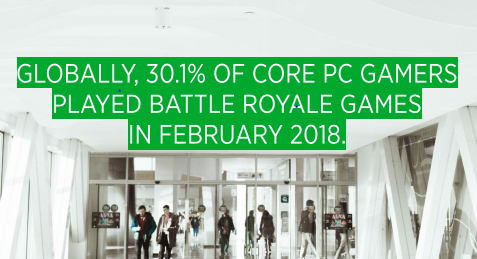 GLOBALLY, 30.1% OF CORE PC GAMERS
PLAYED BATTLE ROYALE GAMES
IN FEBRUARY 2018.